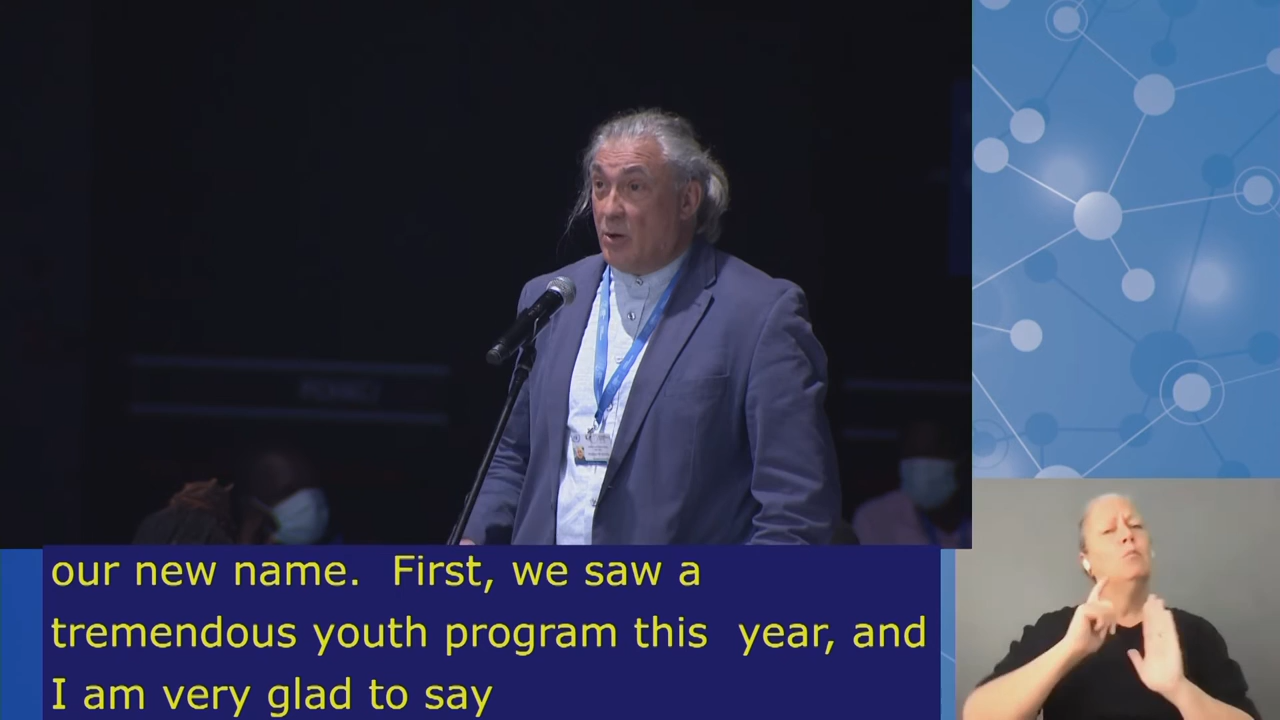 our new name.  First, we saw a
tremendous youth program this  year, and
I am very glad to say